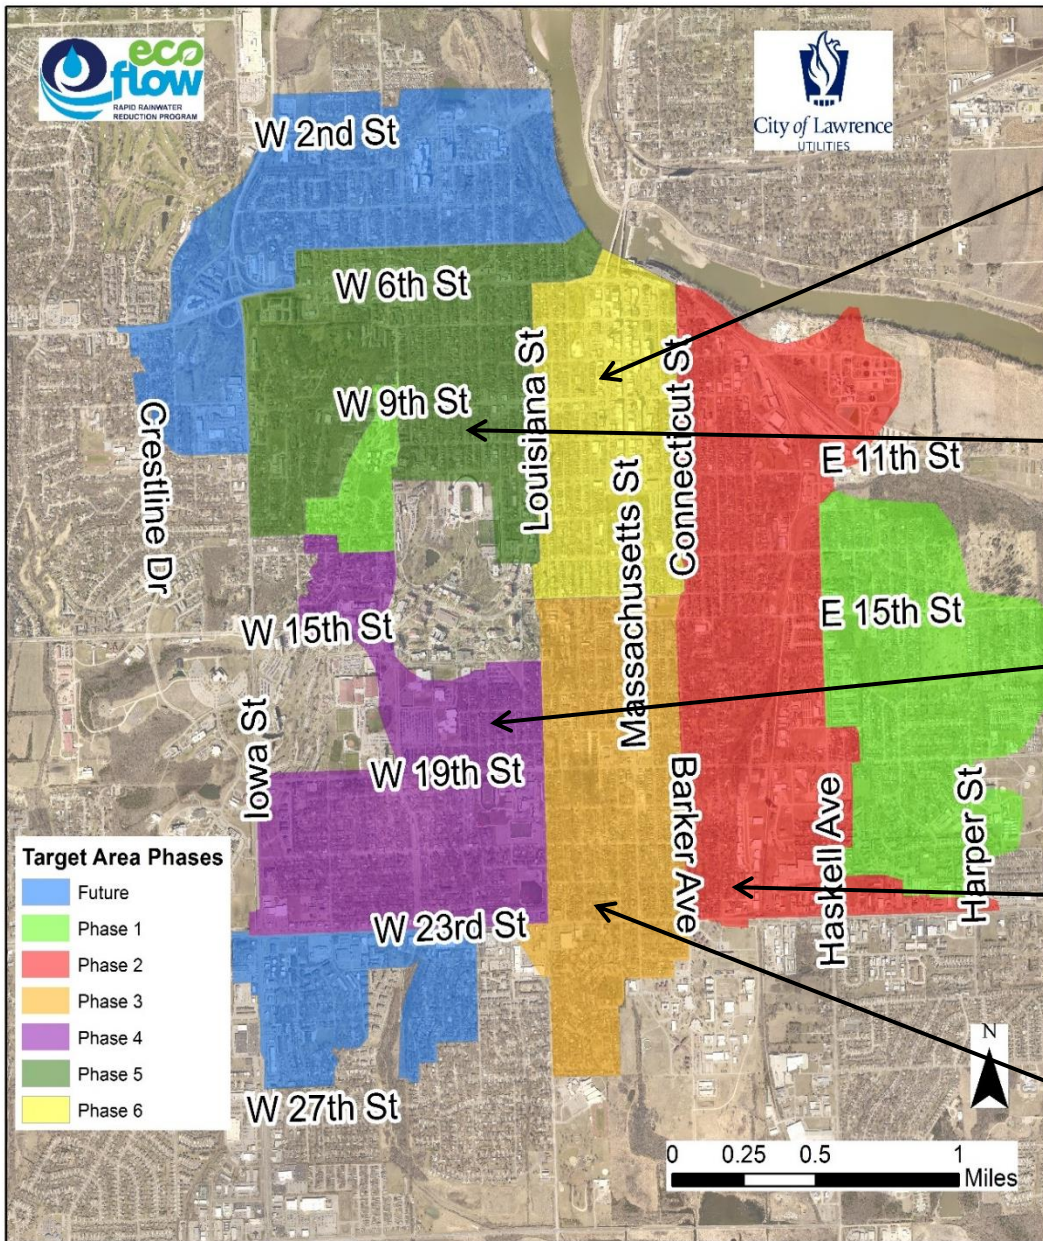 eco
flow
RAPID RAINWATER
REDUCTION PROGRAM
City of Lawrence
UTILITIES
W 2nd St
W 6th St
W 9th St
Louisiana St
Connecticut St
Crestline Dr
E 11th St
Massachusetts St
W 15th St
E 15th St
Iowa St
W 19th St
Barker Ave
Haskell Ave
Harper St
W 23rd St
W 27th St
Target Area Phases
Future
Phase 1
Phase 2
Phase 3
Phase 4
Phase 5
Phase 6
N
0 0.25 0.5 1
Miles